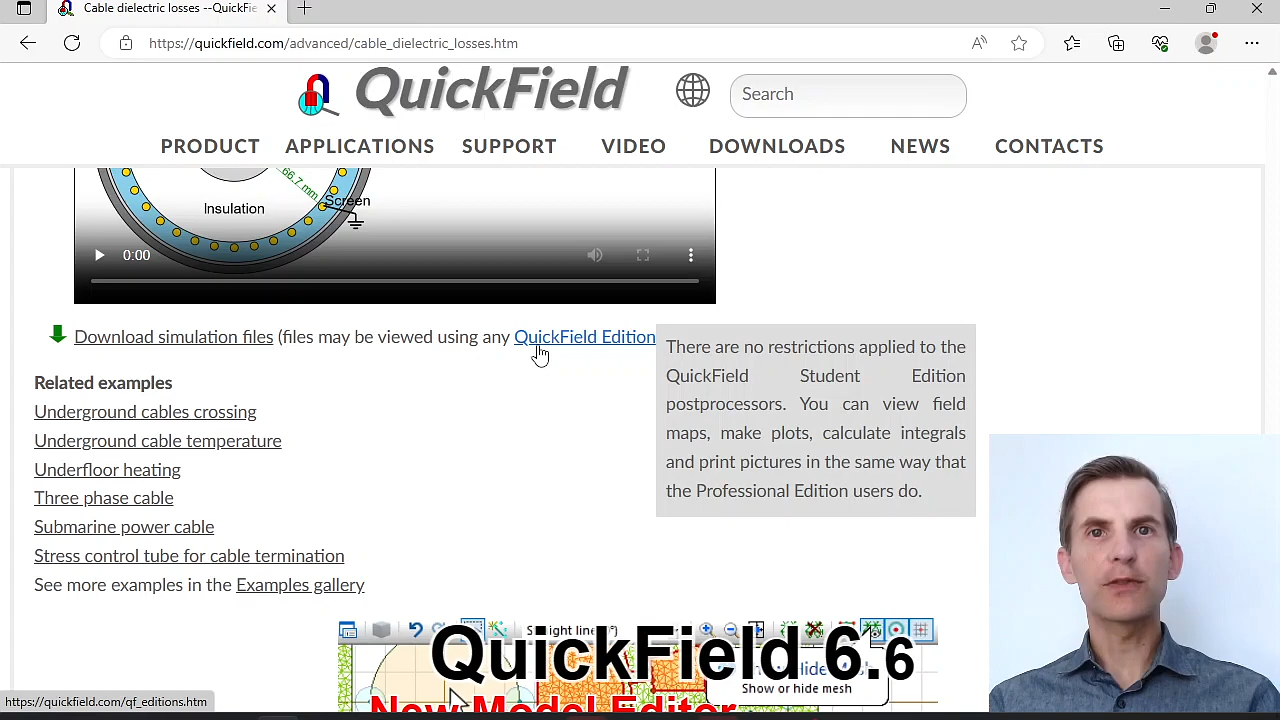 Cable dielectric losses --QuickFie
https://quickfield.com/advanced/cable_dielectric_losses.htm
QuickField
Search
PRODUCT APPLICATIONS SUPPORT VIDEO DOWNLOADS NEWS CONTACTS
66.7 mm
Screen
Insulation
0:00
Download simulation files (files may be viewed using any QuickField Edition
There are no restrictions applied to the
QuickField Student Edition
postprocessors. You can view field
maps, make plots, calculate integrals
and print pictures in the same way that
the Professional Edition users do.
Related examples
Underground cables crossing
Underground cable temperature
Underfloor heating
Three phase cable
Submarine power cable
Stress control tube for cable termination
See more examples in the Examples gallery
QuickField 6.6
Show or hide mesh
New Model Editor
https://quickfield.com/qf_editions.htm